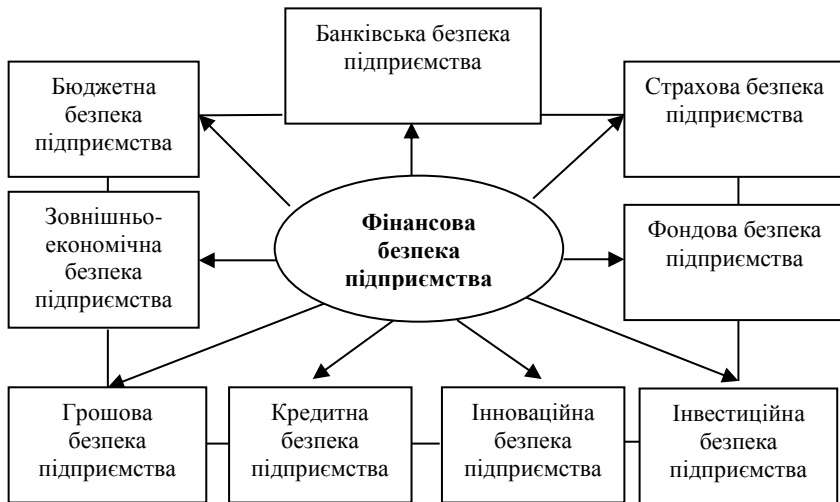 Банківська безпека
підприємства
Бюджетна
безпека
підприємства
Страхова безпека
підприємства
Зовнішньо-
економічна
безпека
підприємства
Фінансова
безпека
підприємства
Фондова безпека
підприємства
Грошова
безпека
підприємства
Кредитна
безпека
підприємства
Інноваційна
безпека
підприємства
Інвестиційна
безпека
підприємства